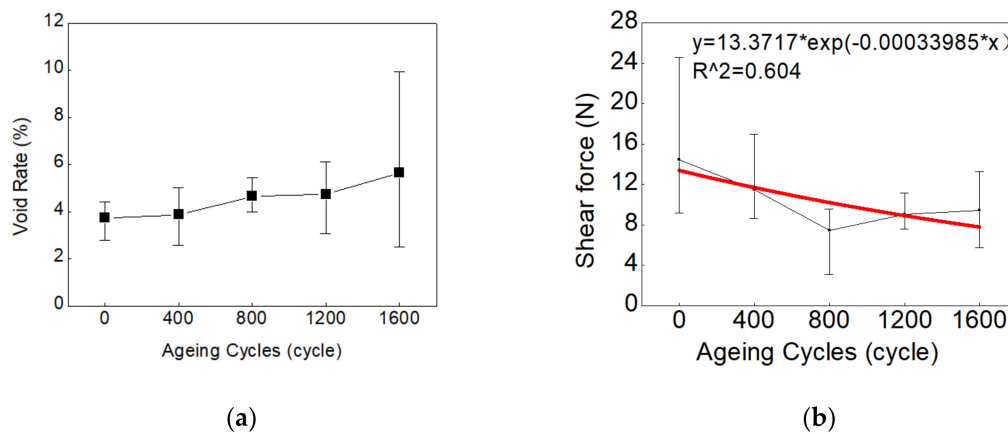 12
10
8
6
4
2
0
Void Rate (%)
0 400 800 1200 1600
Ageing Cycles (cycle)
(a)
y=13.3717*exp(-0.00033985*x)
R^2=0.604
28
24
20
16
12
8
4
0
Shear force (N)
0 400 800 1200 1600
Ageing Cycles (cycle)
(b)